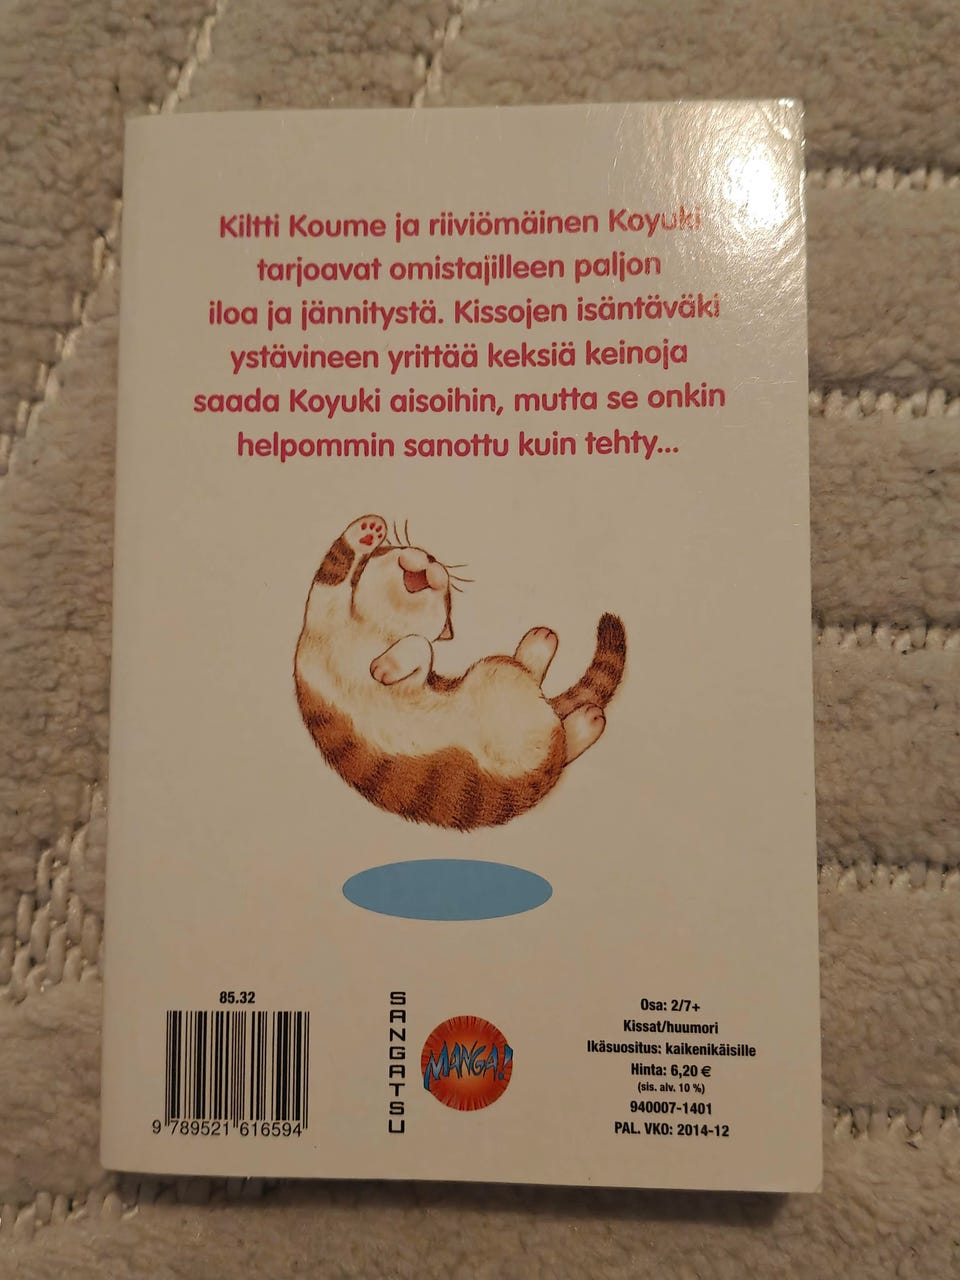 Kiltti Koume ja riiviömäinen Koyuki
tarjoavat omistajilleen paljon
iloa ja jännitystä. Kissojen isäntäväki
ystävineen yrittää keksiä keinoja
saada Koyuki aisoihin, mutta se onkin
helpommin sanottu kuin tehty...
85.32
9 789521 616594
SANGATSU
MANGA!
Osa: 2/7+
Kissat/huumori
Ikäsuositus: kaikenikäisille
Hinta: 6,20 €
(sis. alv. 10 %)
940007-1401
PAL. VKO: 2014-12